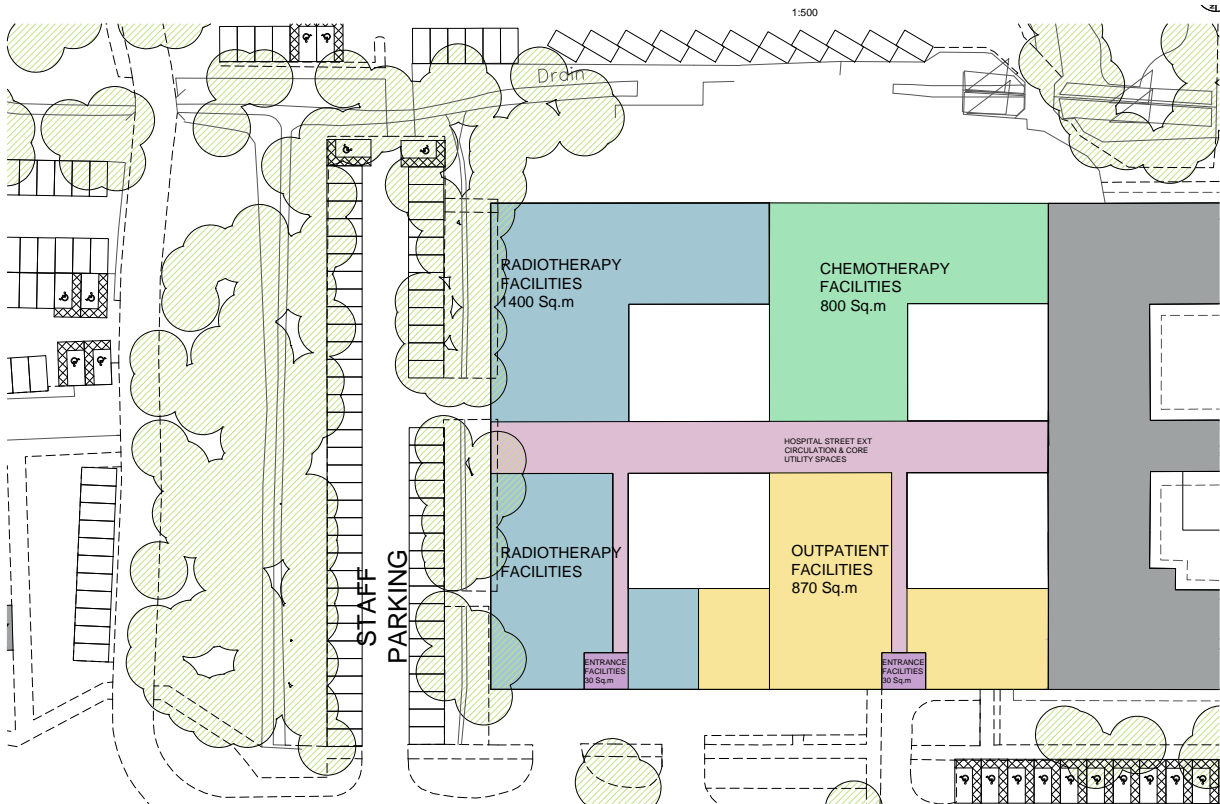 1:500
Drain
RADIOTHERAPY
FACILITIES
1400 Sq.m
CHEMOTHERAPY
FACILITIES
800 Sq.m
HOSPITAL STREET EXT
CIRCULATION & CORE
UTILITY SPACES
RADIOTHERAPY
FACILITIES
OUTPATIENT
FACILITIES
870 Sq.m
STAFF
PARKING
ENTRANCE
FACILITIES
30 Sq.m
ENTRANCE
FACILITIES
30 Sq.m